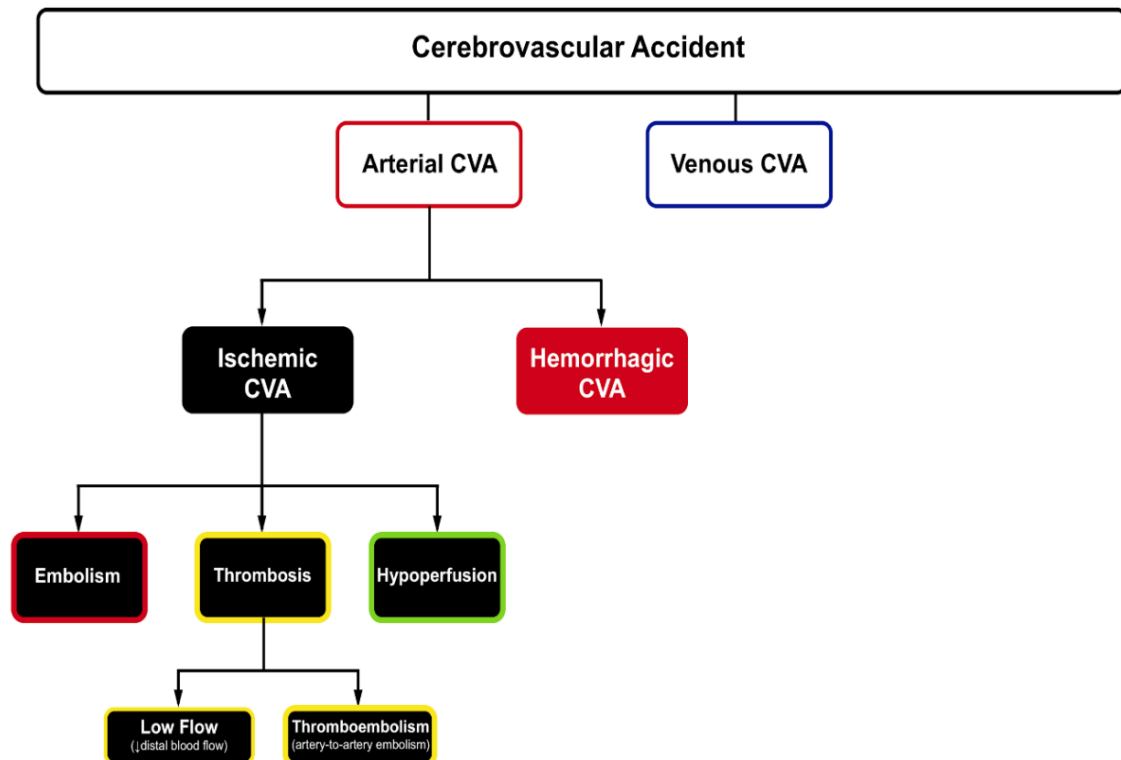 Cerebrovascular Accident
Arterial CVA
Venous CVA
Ischemic
CVA
Hemorrhagic
CVA
Embolism
Thrombosis
Hypoperfusion
Low Flow
(↓distal blood flow)
Thromboembolism
(artery-to-artery embolism)